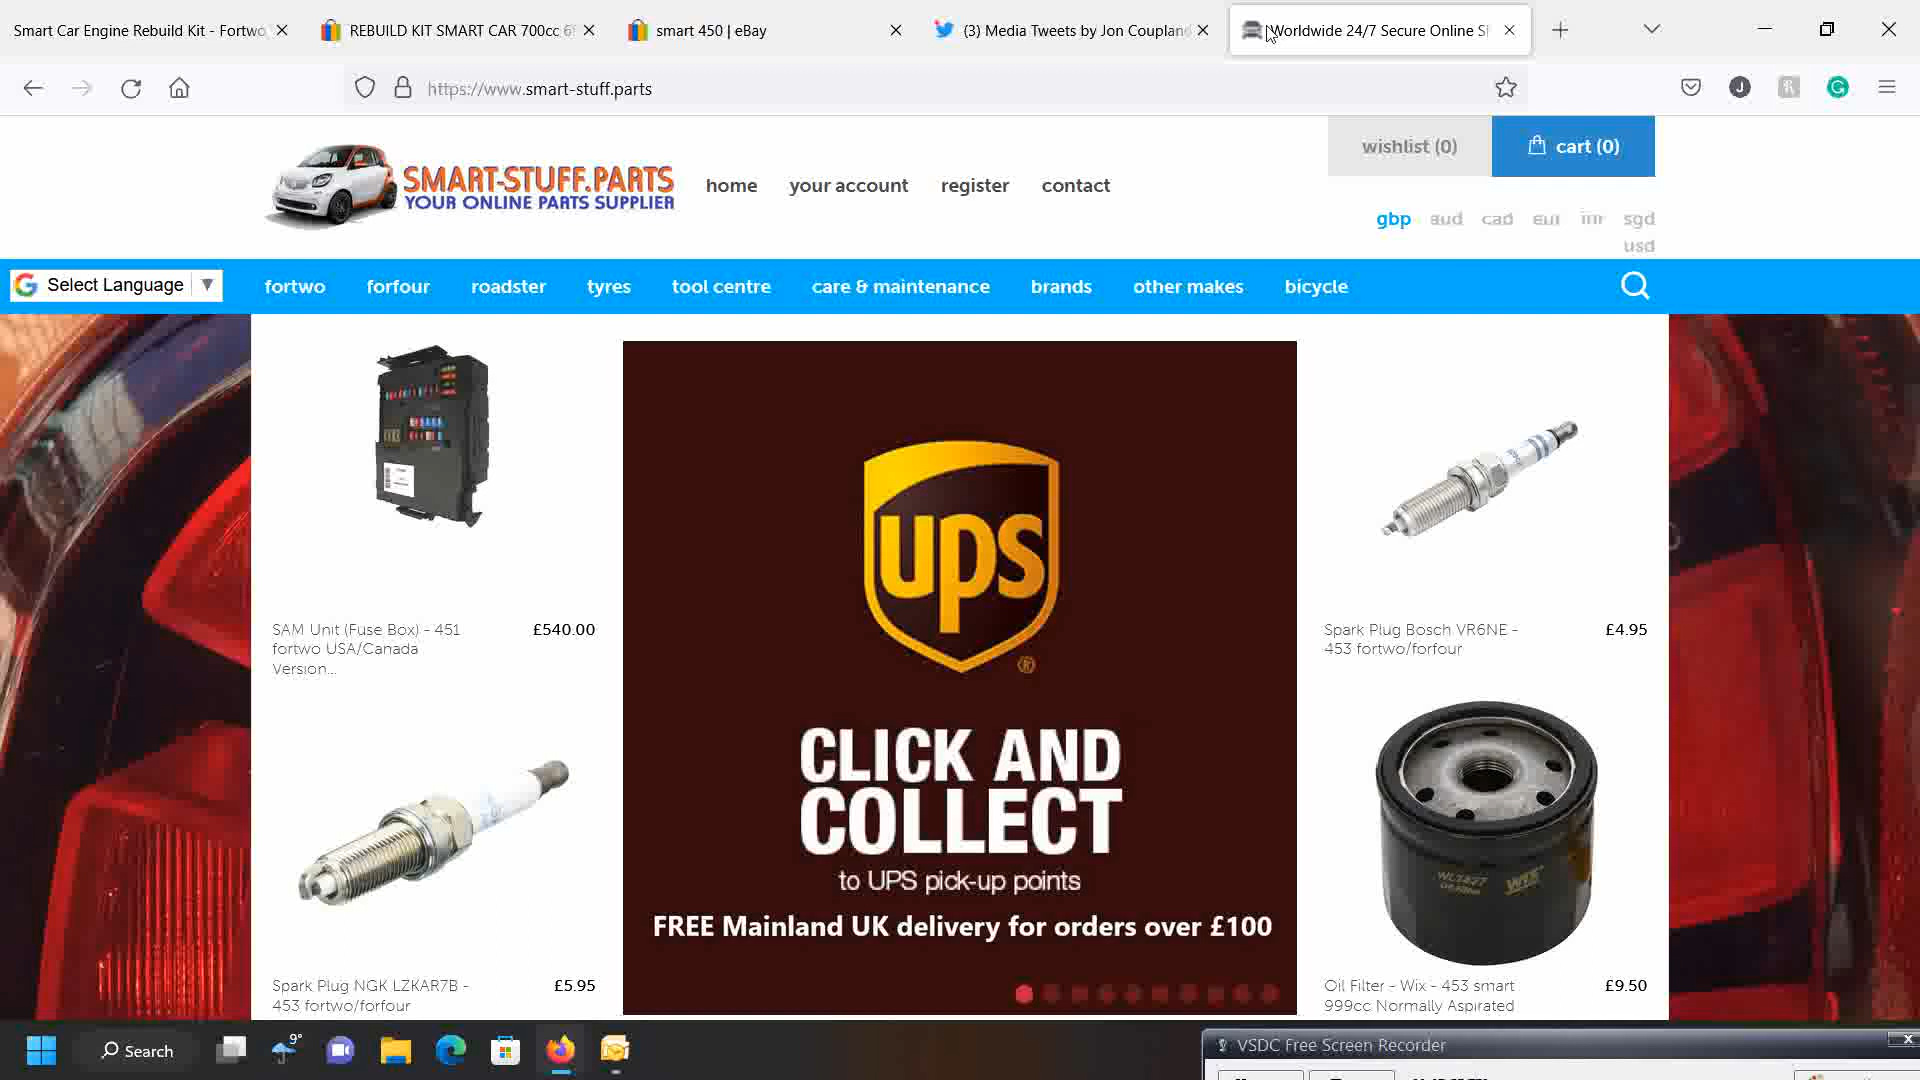 Smart Car Engine Rebuild Kit - Fortwo
REBUILD KIT SMART CAR 700cc 6
smart 450 | eBay
(3) Media Tweets by Jon Coupland
Worldwide 24/7 Secure Online S
https://www.smart-stuff.parts
SMART-STUFF.PARTS
YOUR ONLINE PARTS SUPPLIER
home
your account
register
contact
wishlist (0)
cart (0)
gbp
aud
cad
eur
inr
sgd
usd
Select Language
fortwo
forfour
roadster
tyres
tool centre
care & maintenance
brands
other makes
bicycle
SAM Unit (Fuse Box) - 451
fortwo USA/Canada
Version...
£540.00
ups
CLICK AND
COLLECT
to UPS pick-up points
FREE Mainland UK delivery for orders over £100
Spark Plug Bosch VR6NE -
453 fortwo/forfour
£4.95
Spark Plug NGK LZKAR7B -
453 fortwo/forfour
£5.95
Oil Filter - Wix - 453 smart
999cc Normally Aspirated
£9.50
Search
9°
VSDC Free Screen Recorder